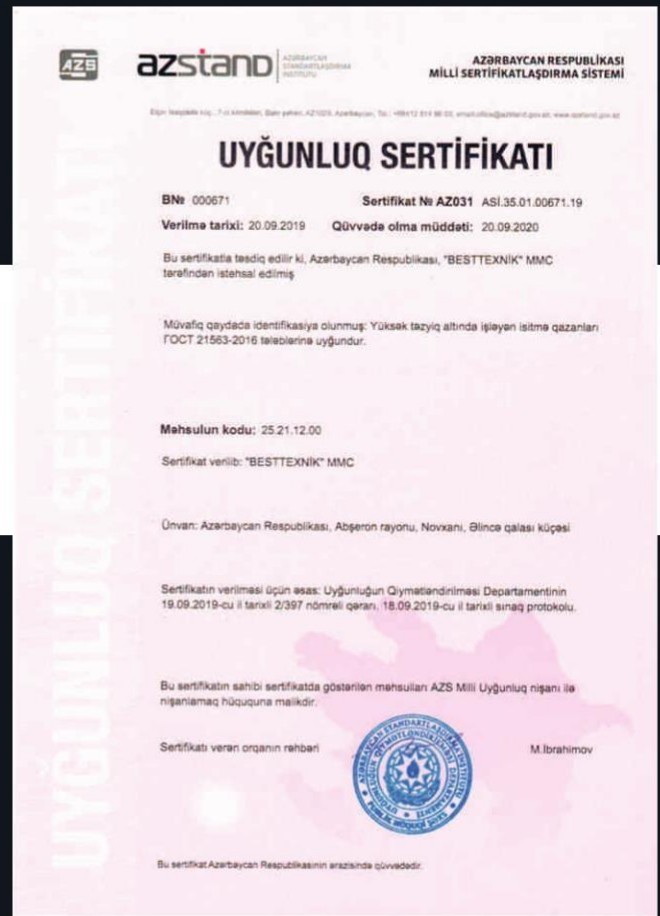 AZS
azstand
AZƏRBAYCAN
STANDARTLAŞDIRMA
INSTITUTU
AZƏRBAYCAN RESPUBLİKASI
MİLLİ SERTİFİKATLAŞDIRMA SİSTEMİ
UYĞUNLUQ SERTİFİKATI
BNº 000671
Sertifikat Nº AZ031 ASİ.35.01.00671.19
Verilmə tarixi: 20.09.2019
Qüvvədə olma müddəti: 20.09.2020
Bu sertifikatla təsdiq edilir ki, Azərbaycan Respublikası, "BESTTEXNİK" MMC
tərəfindən istehsal edilmiş
Müvafiq qaydada identifikasiya olunmuş: Yüksək təzyiq altında işləyən isitmə qazanları
ГОСТ 21563-2016 tələblərinə uyğundur.
Məhsulun kodu: 25.21.12.00
Sertifikat verilib: "BESTTEXNİK" MMC
Ünvan: Azərbaycan Respublikası, Abşeron rayonu, Novxanı, Əlincə qalası küçəsi
Sertifikatın verilməsi üçün əsas: Uyğunluğun Qiymətləndirilməsi Departamentinin
19.09.2019-cu il tarixli 2/397 nömrəli qərarı, 18.09.2019-cu il tarixli sınaq protokolu.
Bu sertifikatın sahibi sertifikatda göstərilən məhsulları AZS Milli Uyğunluq nişanı ilə
nişanlamaq hüququna malikdir.
Sertifikatı verən orqanın rəhbəri
M.İbrahimov
Bu sertifikat Azərbaycan Respublikasının ərazisində qüvvədədir.
UYĞUNLUQ SERTİFİKATI